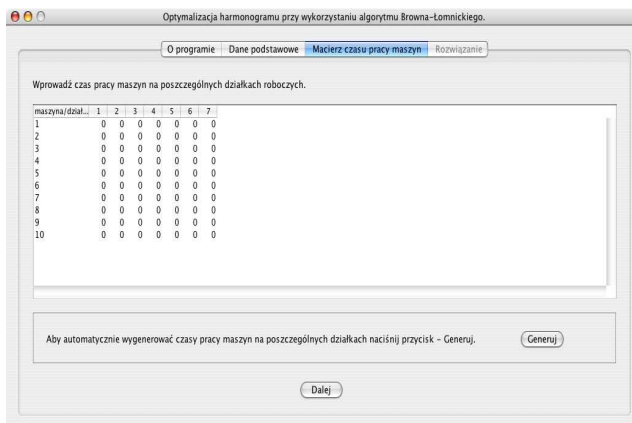 Optymalizacja harmonogramu przy wykorzystaniu algorytmu Browna-Łomnickiego.
O programie Dane podstawowe Macierz czasu pracy maszyn Rozwiązanie
Wprowadź czas pracy maszyn na poszczególnych działkach roboczych.
maszyna/dział... 1 2 3 4 5 6 7
1 0 0 0 0 0 0 0
2 0 0 0 0 0 0 0
3 0 0 0 0 0 0 0
4 0 0 0 0 0 0 0
5 0 0 0 0 0 0 0
6 0 0 0 0 0 0 0
7 0 0 0 0 0 0 0
8 0 0 0 0 0 0 0
9 0 0 0 0 0 0 0
10 0 0 0 0 0 0 0
Aby automatycznie wygenerować czasy pracy maszyn na poszczególnych działkach naciśnij przycisk - Generuj. Generuj
Dalej